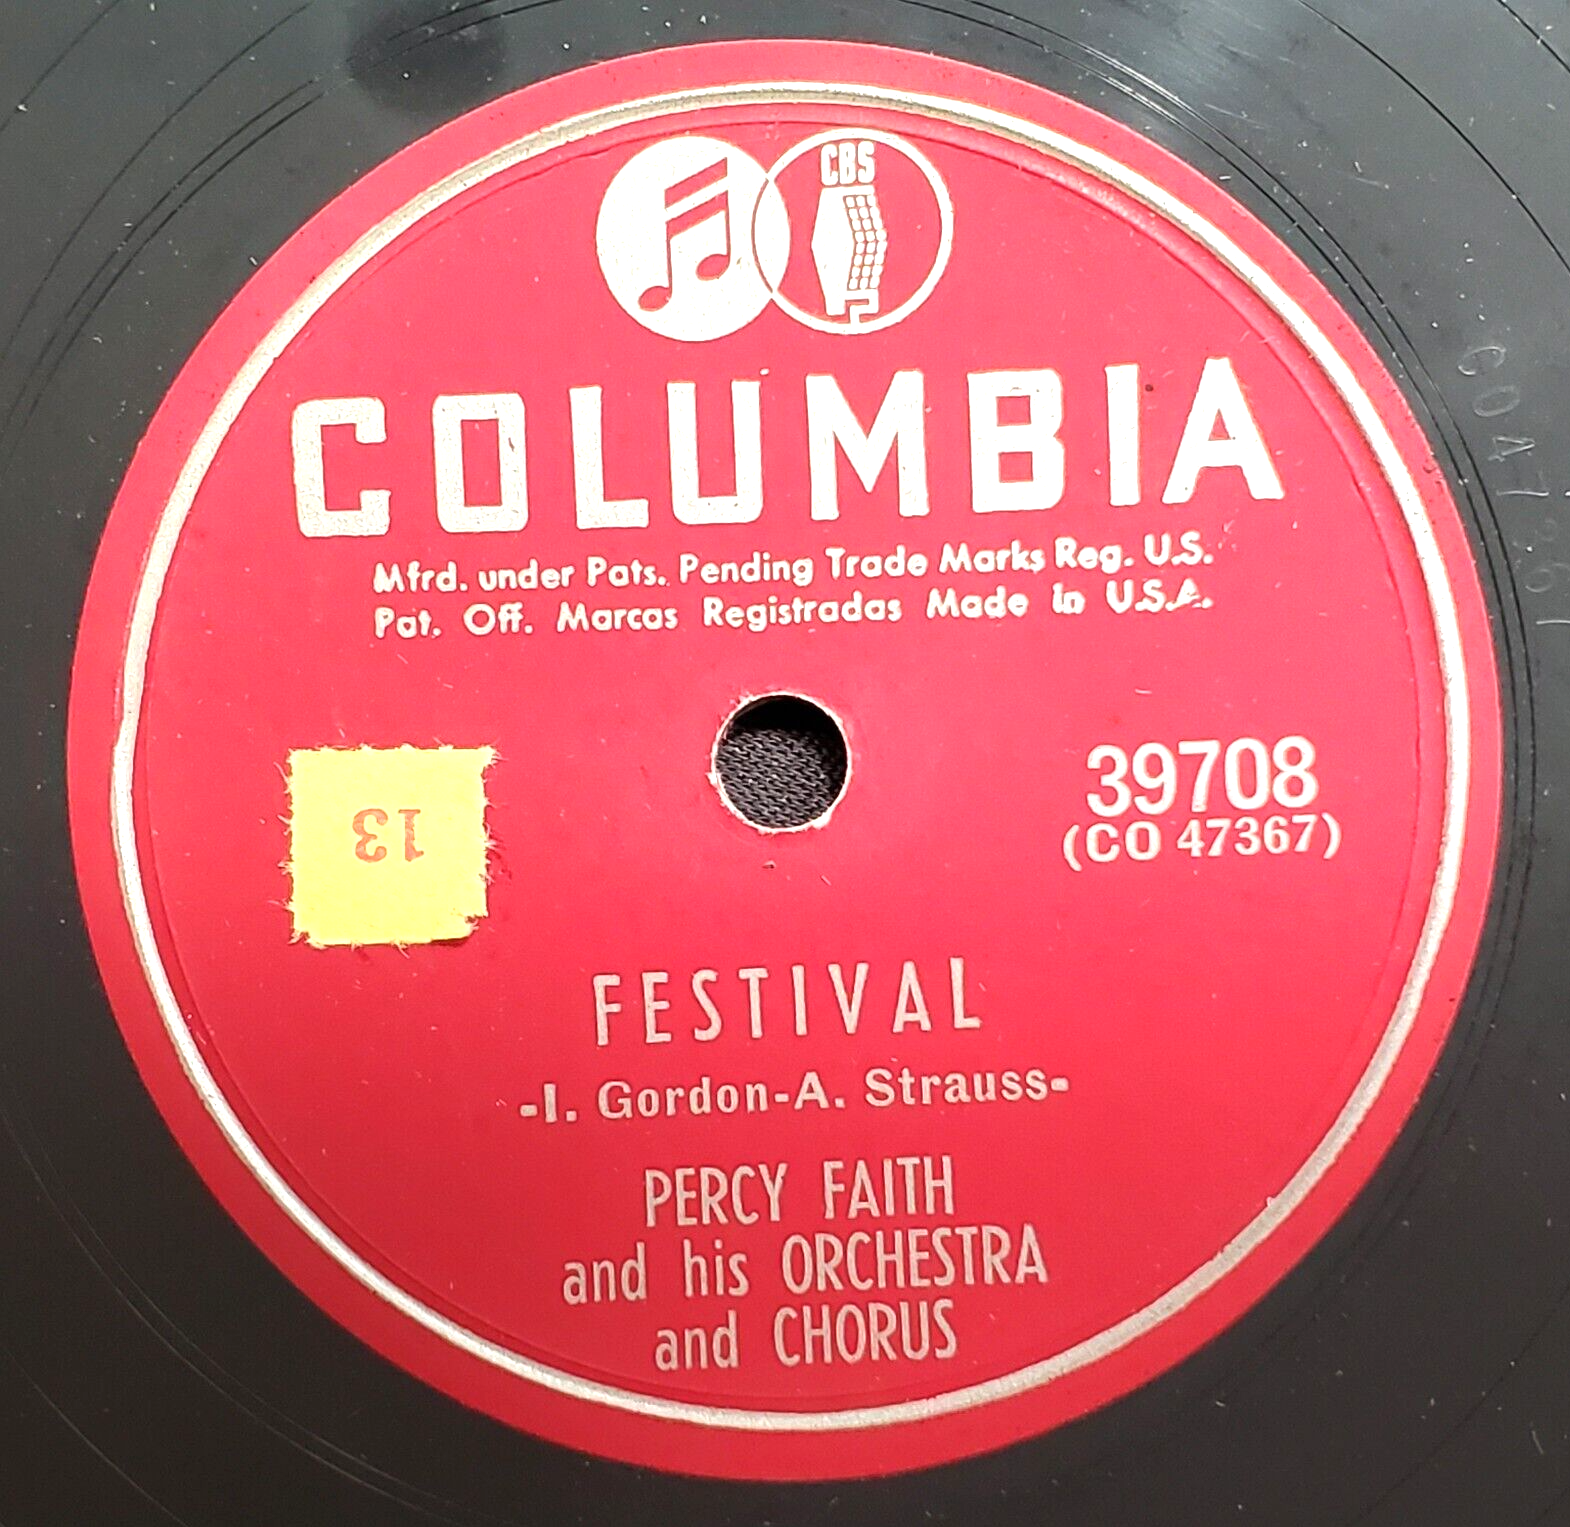 CBS
COLUMBIA
Mfrd. under Pats. Pending Trade Marks Reg. U.S.
Pat. Off. Marcas Registradas Made in U.S.A.
13
39708
(CO 47367)
FESTIVAL
-I. Gordon-A. Strauss-
PERCY FAITH
and his ORCHESTRA
and CHORUS